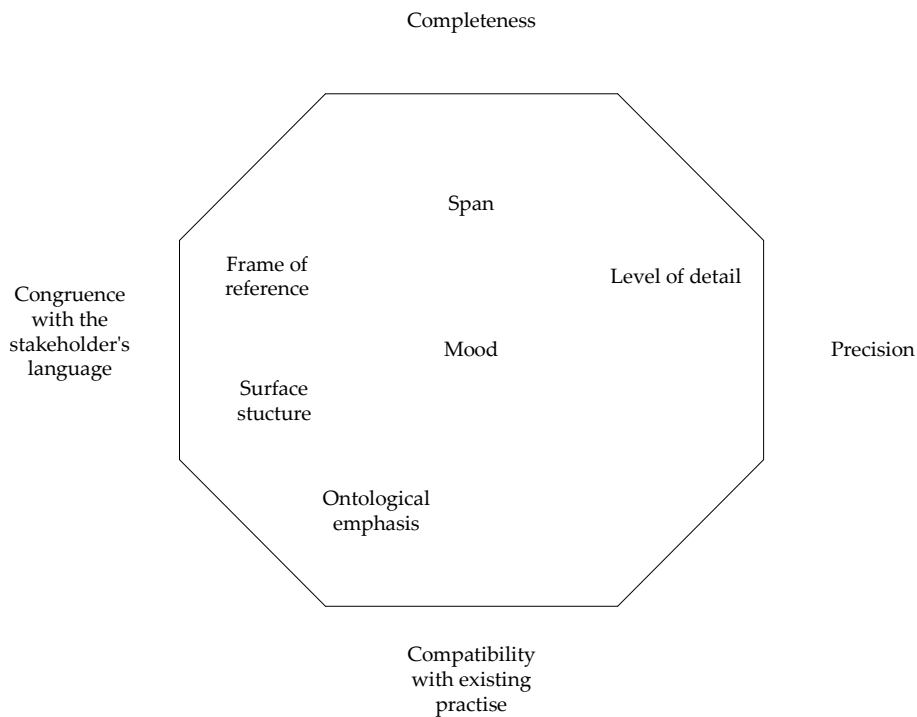 Completeness
Span
Frame of
reference
Level of detail
Congruence
with the
stakeholder's
language
Mood
Precision
Surface
stucture
Ontological
emphasis
Compatibility
with existing
practise